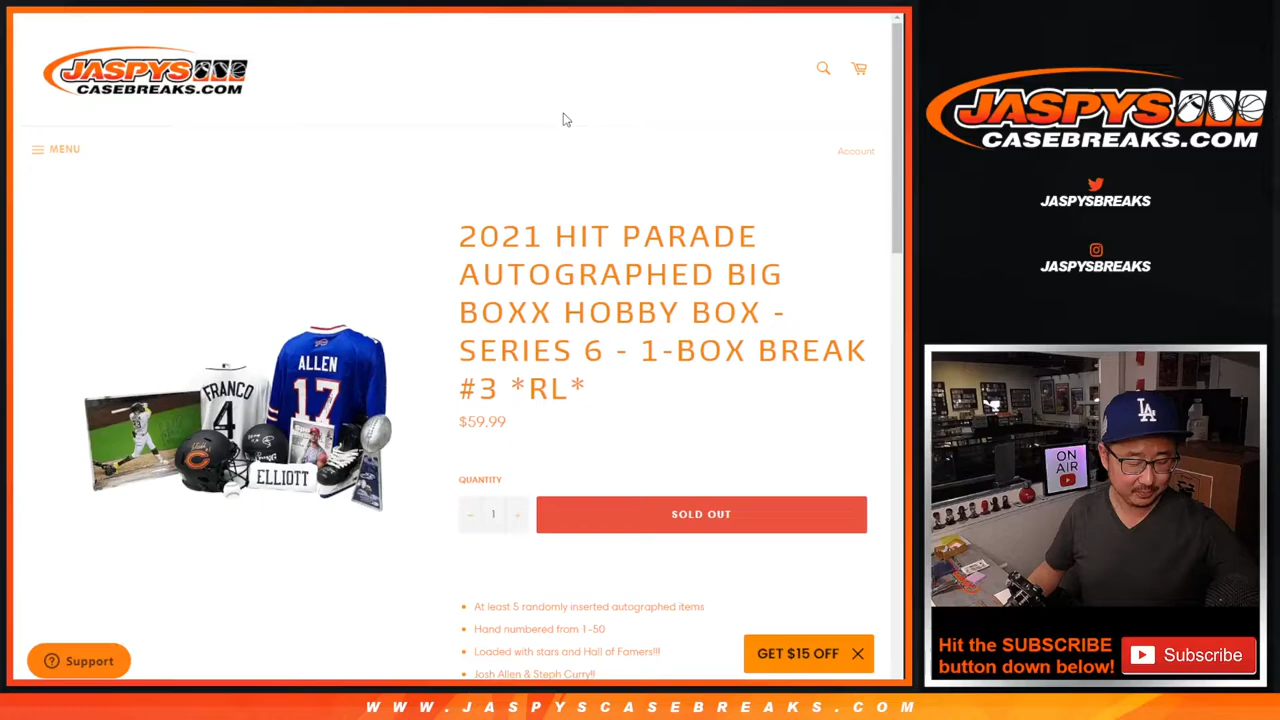 JASPYS
CASEBREAKS.COM
MENU
Account
2021 HIT PARADE
AUTOGRAPHED BIG
BOXX HOBBY BOX -
SERIES 6 - 1-BOX BREAK
#3 *RL*
$59.99
QUANTITY
- 1 +
SOLD OUT
At least 5 randomly inserted autographed items
Hand numbered from 1-50
Loaded with stars and Hall of Famers!!!
Josh Allen & Steph Curry!!
Support
GET $15 OFF
ALLEN
17
FRANCO
4
ELLIOTT
JASPYS
CASEBREAKS.COM
JASPYSBREAKS
JASPYSBREAKS
LA
ON
AIR
Hit the SUBSCRIBE
button down below!
Subscribe
WWW.JASPYSCASEBREAKS.COM